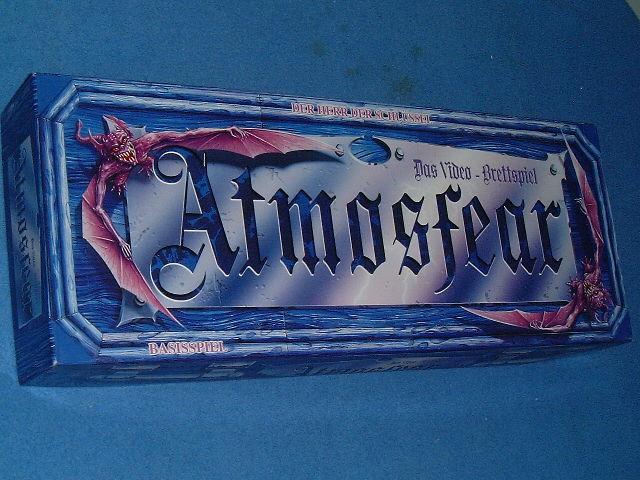 DER HERR DER SCHLÜSSEL
Das Video - Brettspiel
Atmosfear
BASISSPIEL